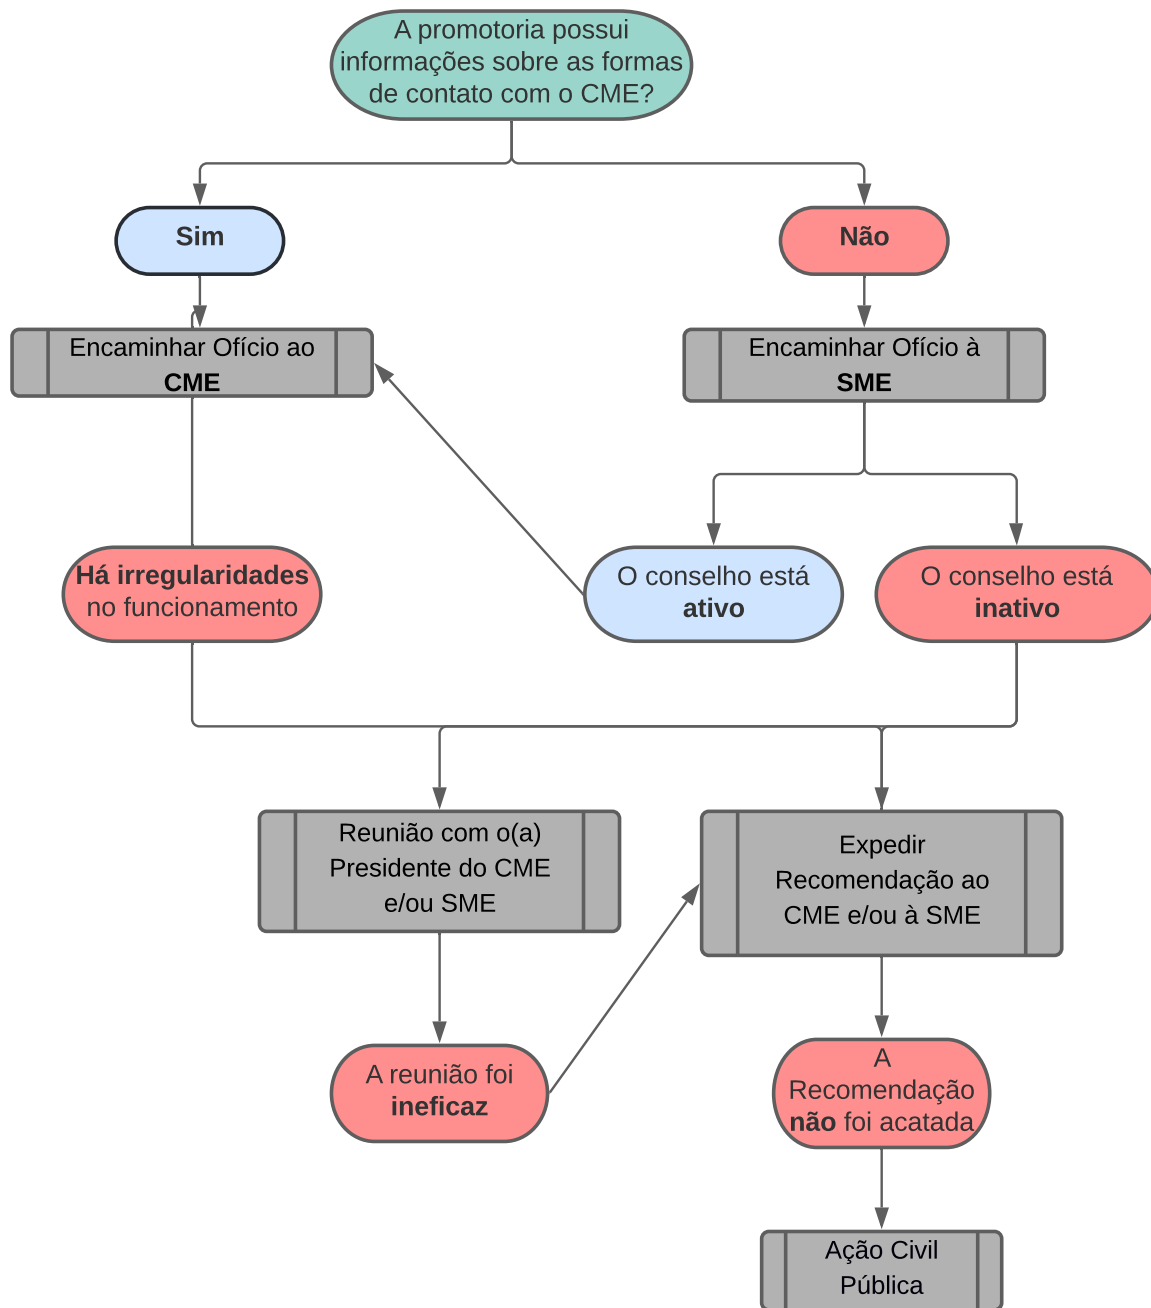 A promotoria possui
informações sobre as formas
de contato com o CME?
Sim
Não
Encaminhar Ofício ao
CME
Encaminhar Ofício à
SME
Há irregularidades
no funcionamento
O conselho está
ativo
O conselho está
inativo
Reunião com o(a)
Presidente do CME
e/ou SME
Expedir
Recomendação ao
CME e/ou à SME
A reunião foi
ineficaz
A
Recomendação
não foi acatada
Ação Civil
Pública